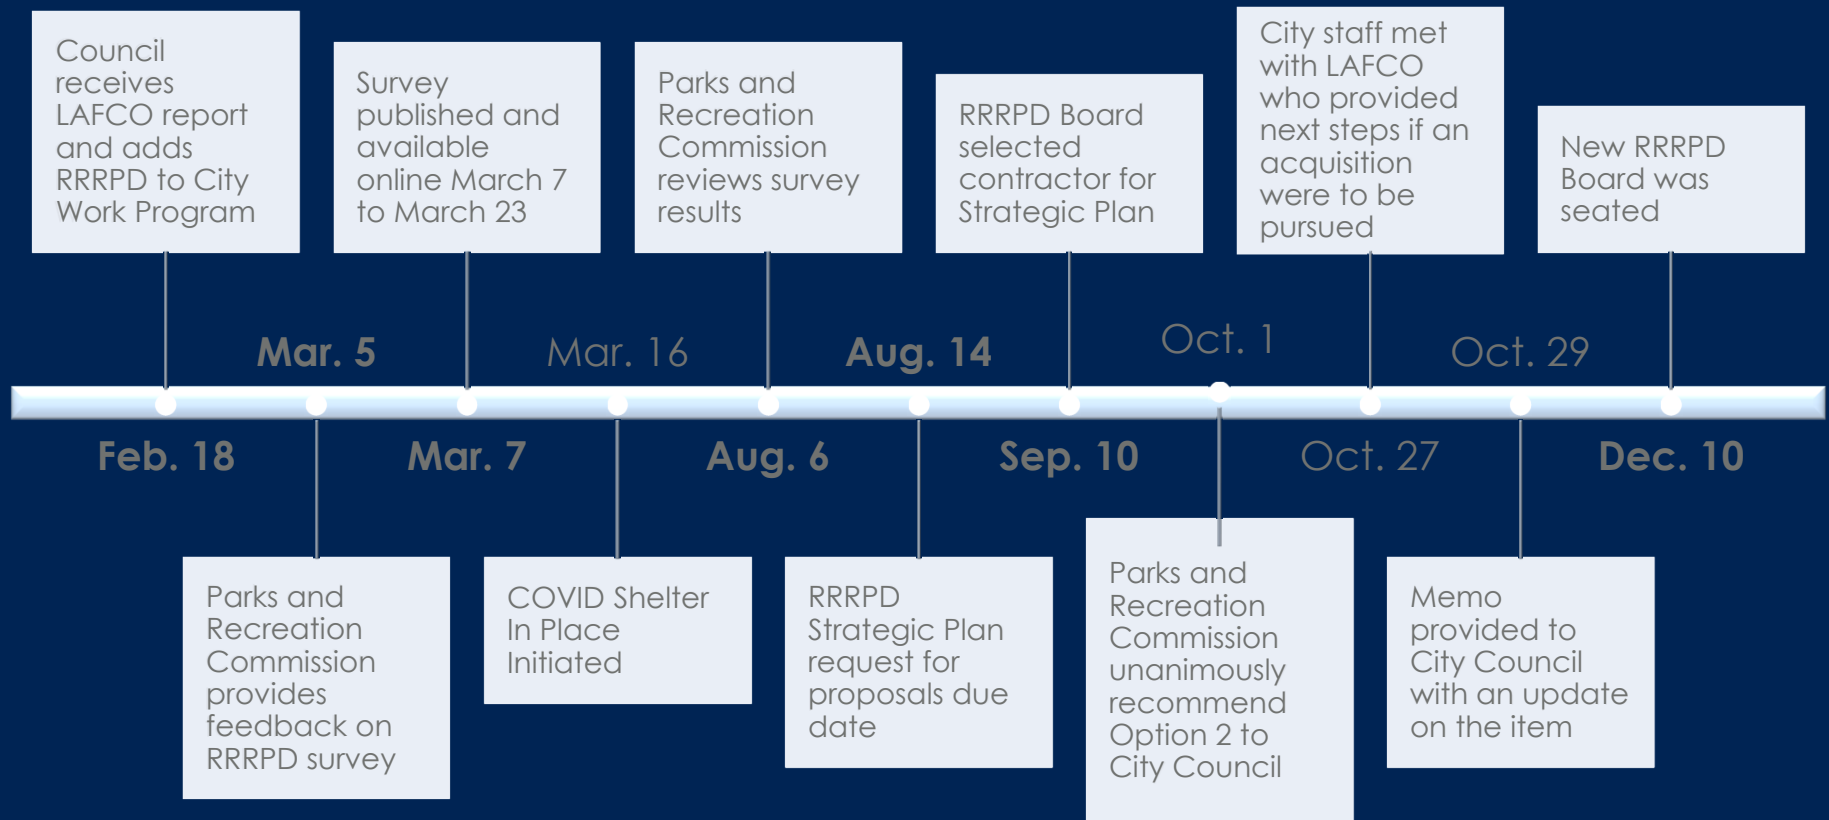 Council
receives
LAFCO report
and adds
RRRPD to City
Work Program
Survey
published and
available
online March 7
to March 23
Parks and
Recreation
Commission
reviews survey
results
RRRPD Board
selected
contractor for
Strategic Plan
City staff met
with LAFCO
who provided
next steps if an
acquisition
were to be
pursued
New RRRPD
Board was
seated
Mar. 5
Mar. 16
Aug. 14
Oct. 1
Oct. 29
Feb. 18
Mar. 7
Aug. 6
Sep. 10
Oct. 27
Dec. 10
Parks and
Recreation
Commission
provides
feedback on
RRRPD survey
COVID Shelter
In Place
Initiated
RRRPD
Strategic Plan
request for
proposals due
date
Parks and
Recreation
Commission
unanimously
recommend
Option 2 to
City Council
Memo
provided to
City Council
with an update
on the item